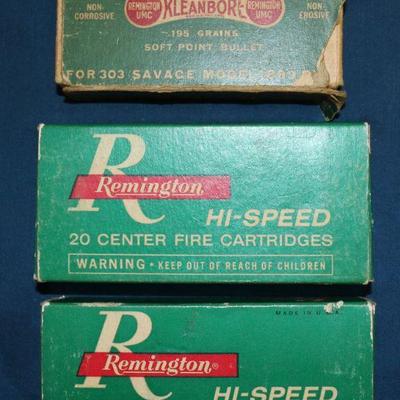 NON-
CORROSIVE
REMINGTON
UMC
KLEANBORE
REMINGTON
UMC
NON-
EROSIVE
195 GRAINS
SOFT POINT BULLET
FOR 303 SAVAGE MODEL 1899
R
Remington
HI-SPEED
20 CENTER FIRE CARTRIDGES
WARNING • KEEP OUT OF REACH OF CHILDREN
MADE IN U.S.A.
R
Remington®
HI-SPEED